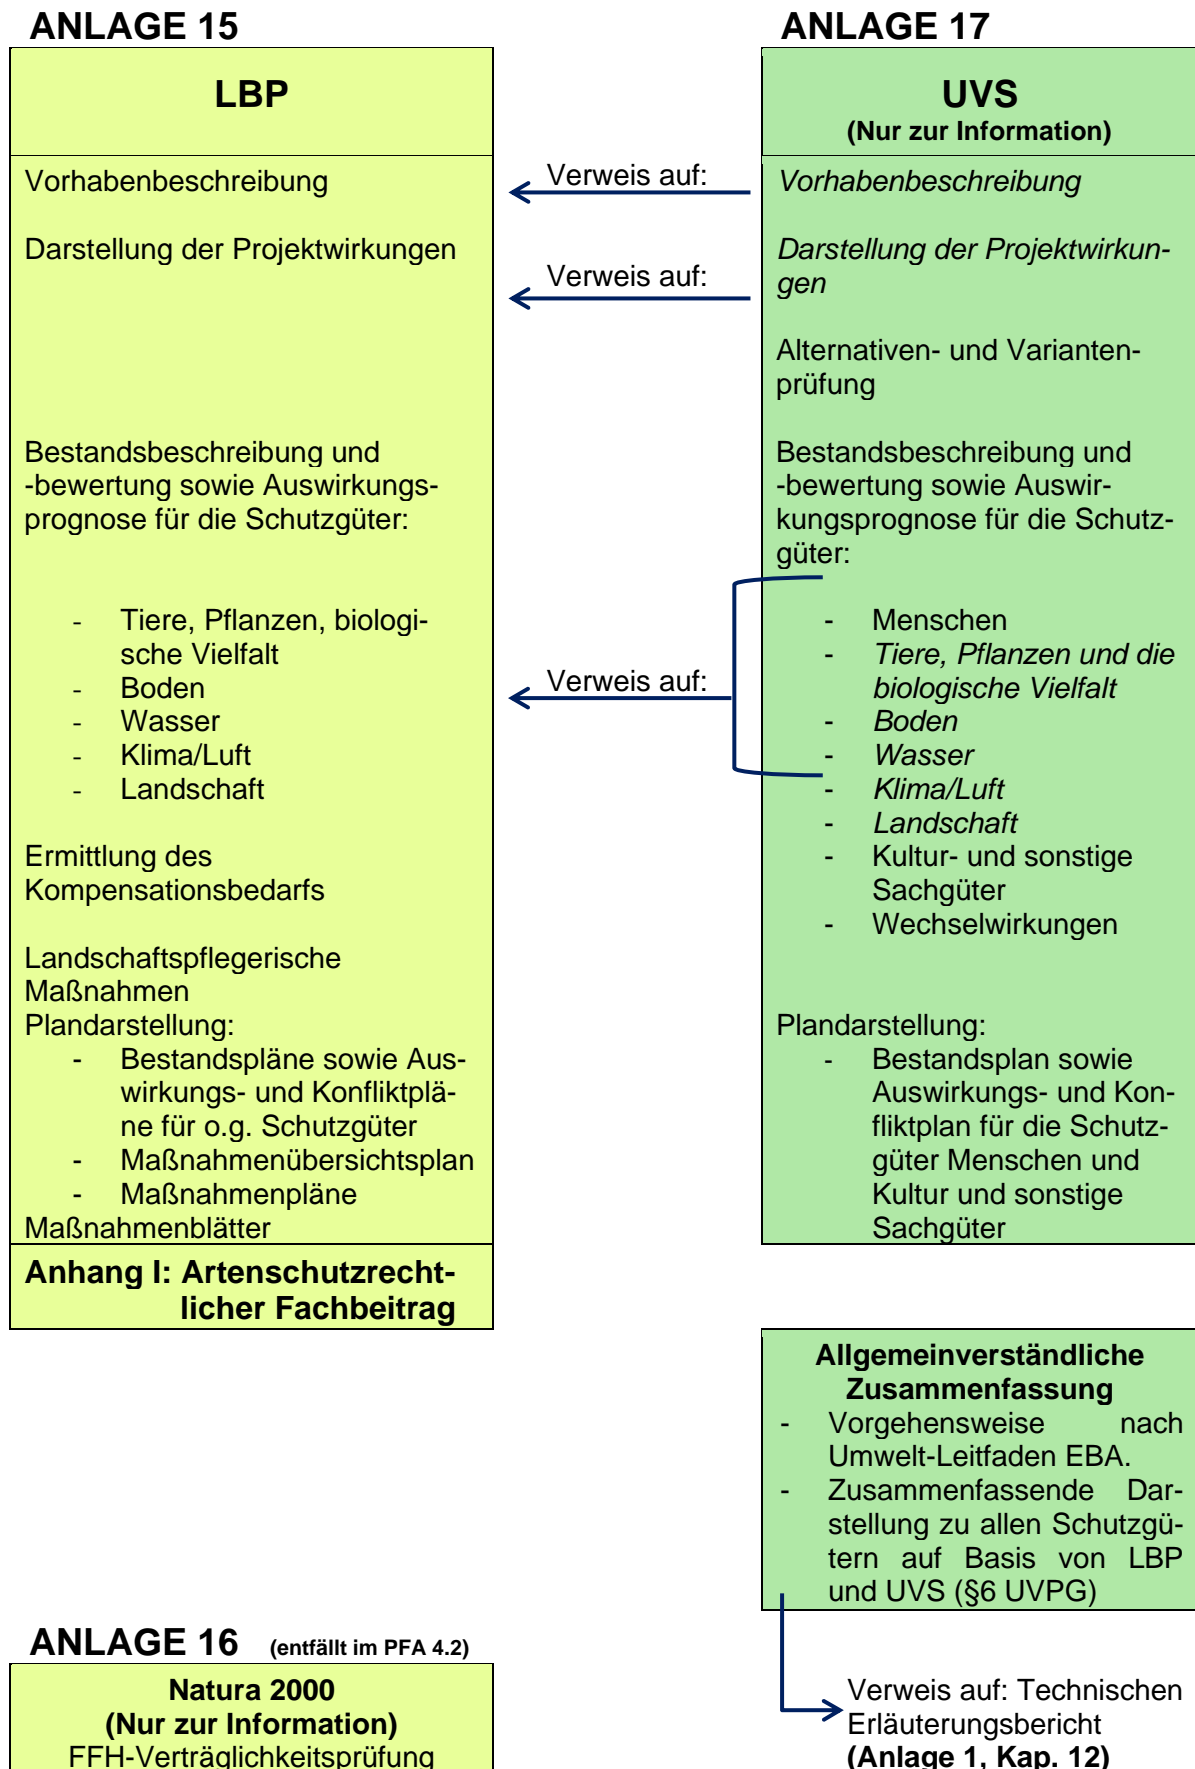 ANLAGE 15
LBP
Vorhabenbeschreibung
Darstellung der Projektwirkungen
Bestandsbeschreibung und
-bewertung sowie Auswirkungs-
prognose für die Schutzgüter:
- Tiere, Pflanzen, biologi-
sche Vielfalt
- Boden
- Wasser
- Klima/Luft
- Landschaft
Ermittlung des
Kompensationsbedarfs
Landschaftspflegerische
Maßnahmen
Plandarstellung:
- Bestandspläne sowie Aus-
wirkungs- und Konfliktplä-
ne für o.g. Schutzgüter
- Maßnahmenübersichtsplan
- Maßnahmenpläne
Maßnahmenblätter
Anhang I: Artenschutzrecht-
licher Fachbeitrag
Verweis auf:
Verweis auf:
Verweis auf:
ANLAGE 17
UVS
(Nur zur Information)
Vorhabenbeschreibung
Darstellung der Projektwirkun-
gen
Alternativen- und Varianten-
prüfung
Bestandsbeschreibung und
-bewertung sowie Auswir-
kungsprognose für die Schutz-
güter:
- Menschen
- Tiere, Pflanzen und die
biologische Vielfalt
- Boden
- Wasser
- Klima/Luft
- Landschaft
- Kultur- und sonstige
Sachgüter
- Wechselwirkungen
Plandarstellung:
- Bestandsplan sowie
Auswirkungs- und Kon-
fliktplan für die Schutz-
güter Menschen und
Kultur und sonstige
Sachgüter
Allgemeinverständliche
Zusammenfassung
- Vorgehensweise nach
Umwelt-Leitfaden EBA.
- Zusammenfassende Dar-
stellung zu allen Schutzgü-
tern auf Basis von LBP
und UVS (§6 UVPG)
Verweis auf: Technischen
Erläuterungsbericht
(Anlage 1, Kap. 12)
ANLAGE 16 (entfällt im PFA 4.2)
Natura 2000
(Nur zur Information)
FFH-Verträglichkeitsprüfung